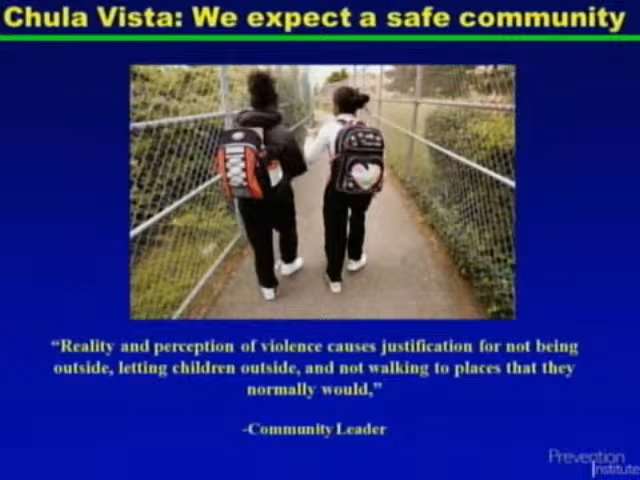 Chula Vista: We expect a safe community
“Reality and perception of violence causes justification for not being
outside, letting children outside, and not walking to places that they
normally would,”
-Community Leader
Prevention
Institute